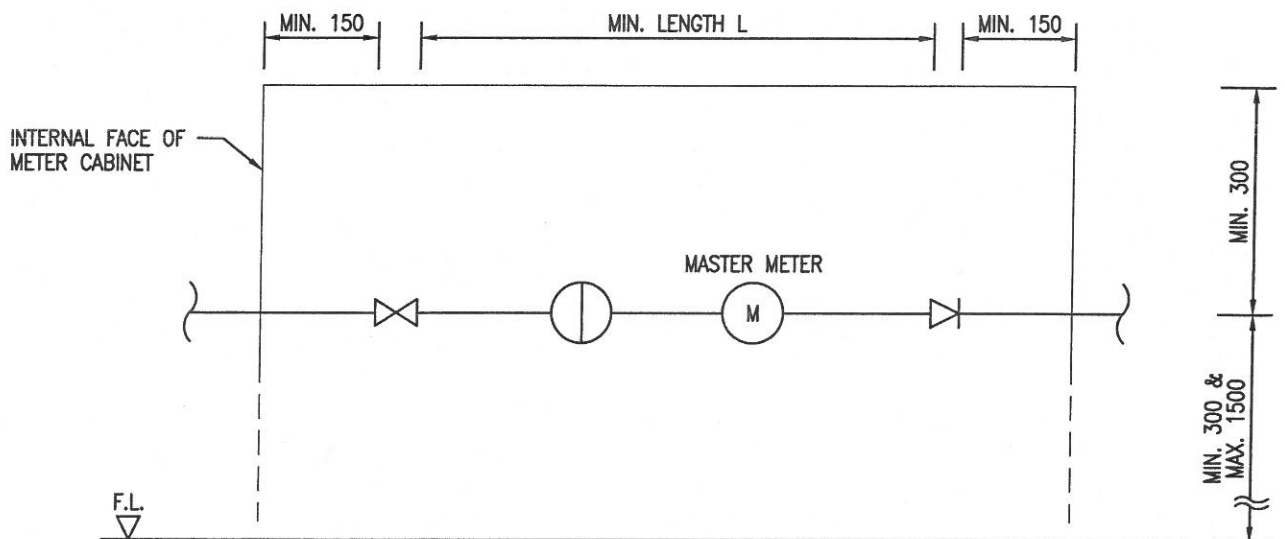 MIN. 150
MIN. LENGTH L
MIN. 150
INTERNAL FACE OF
METER CABINET
MIN. 300
MASTER METER
M
MIN. 300 &
MAX. 1500
F.L.